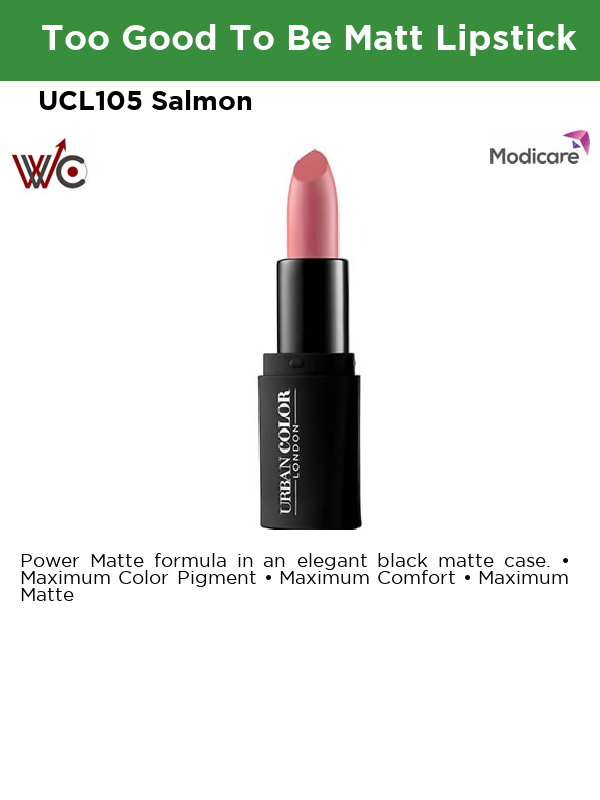 Too Good To Be Matt Lipstick
UCL105 Salmon
WC
Modicare
URBAN COLOR
LONDON
Power Matte formula in an elegant black matte case. •
Maximum Color Pigment • Maximum Comfort • Maximum
Matte